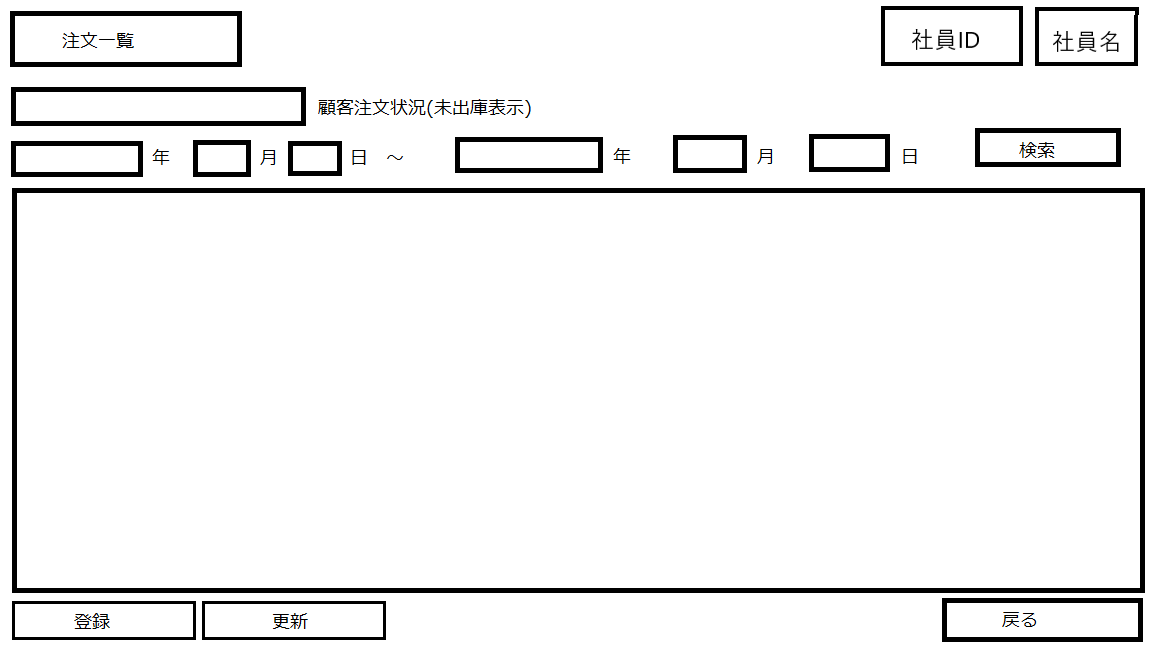 注文一覧 社員ID 社員名
顧客注文状況(未出庫表示)
年 月 日 ～ 年 月 日 検索
登録 更新 戻る